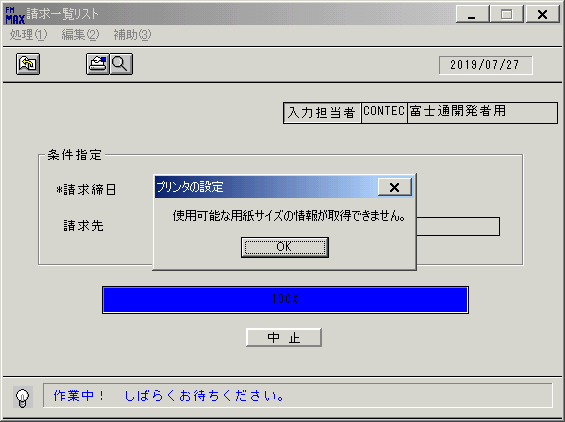 FM
MAX
請求一覧リスト
処理(1) 編集(2) 補助(3)
2019/07/27
入力担当者 CONTEC 富士通開発者用
条件指定
*請求締日
請求先
プリンタの設定
使用可能な用紙サイズの情報が取得できません。
OK
100%
中 止
作業中！ しばらくお待ちください。